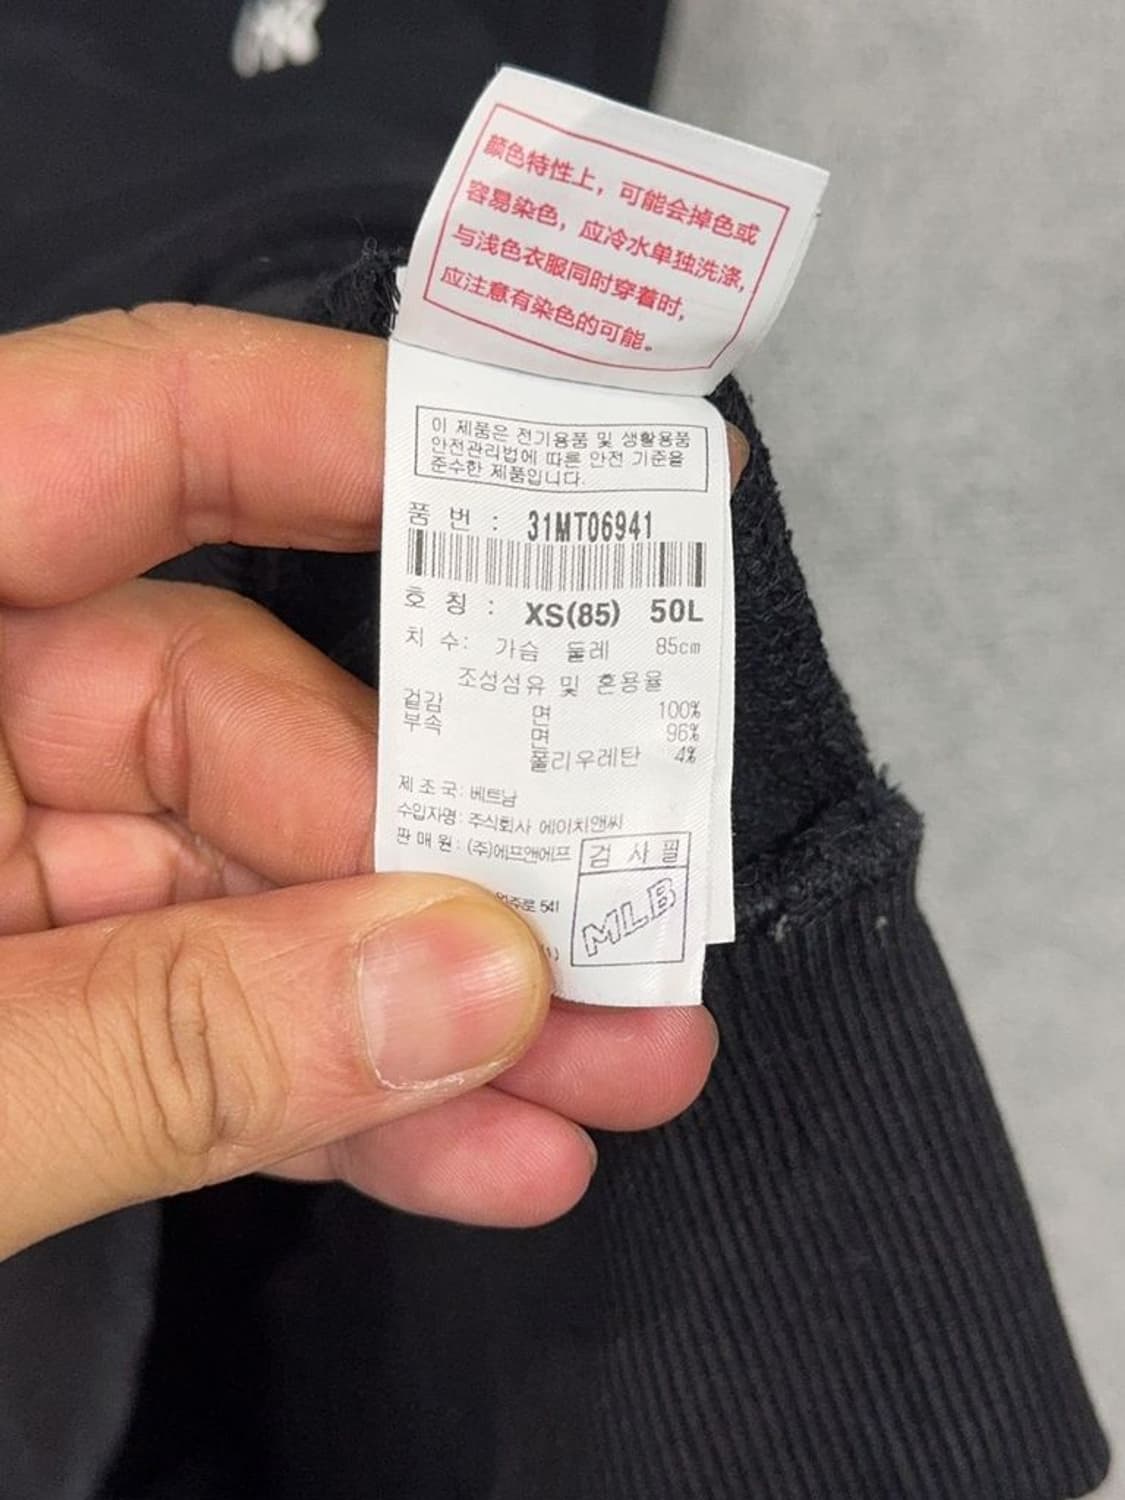 颜色特性上，可能会掉色或
容易染色，应冷水单独洗涤，
与浅色衣服同时穿着时，
应注意有染色的可能。
이 제품은 전기용품 및 생활용품
안전관리법에 따른 안전 기준을
준수한 제품입니다.
품 번 : 31MT06941
호 칭 : XS(85) 50L
치 수: 가슴 둘레 85cm
조성섬유 및 혼용율
겉감 면 100%
부속 면 96%
폴리우레탄 4%
제 조 국: 베트남
수입자명: 주식회사 에이치앤씨
판 매 원: (주)에프앤에프
541
검 사 필
MLB